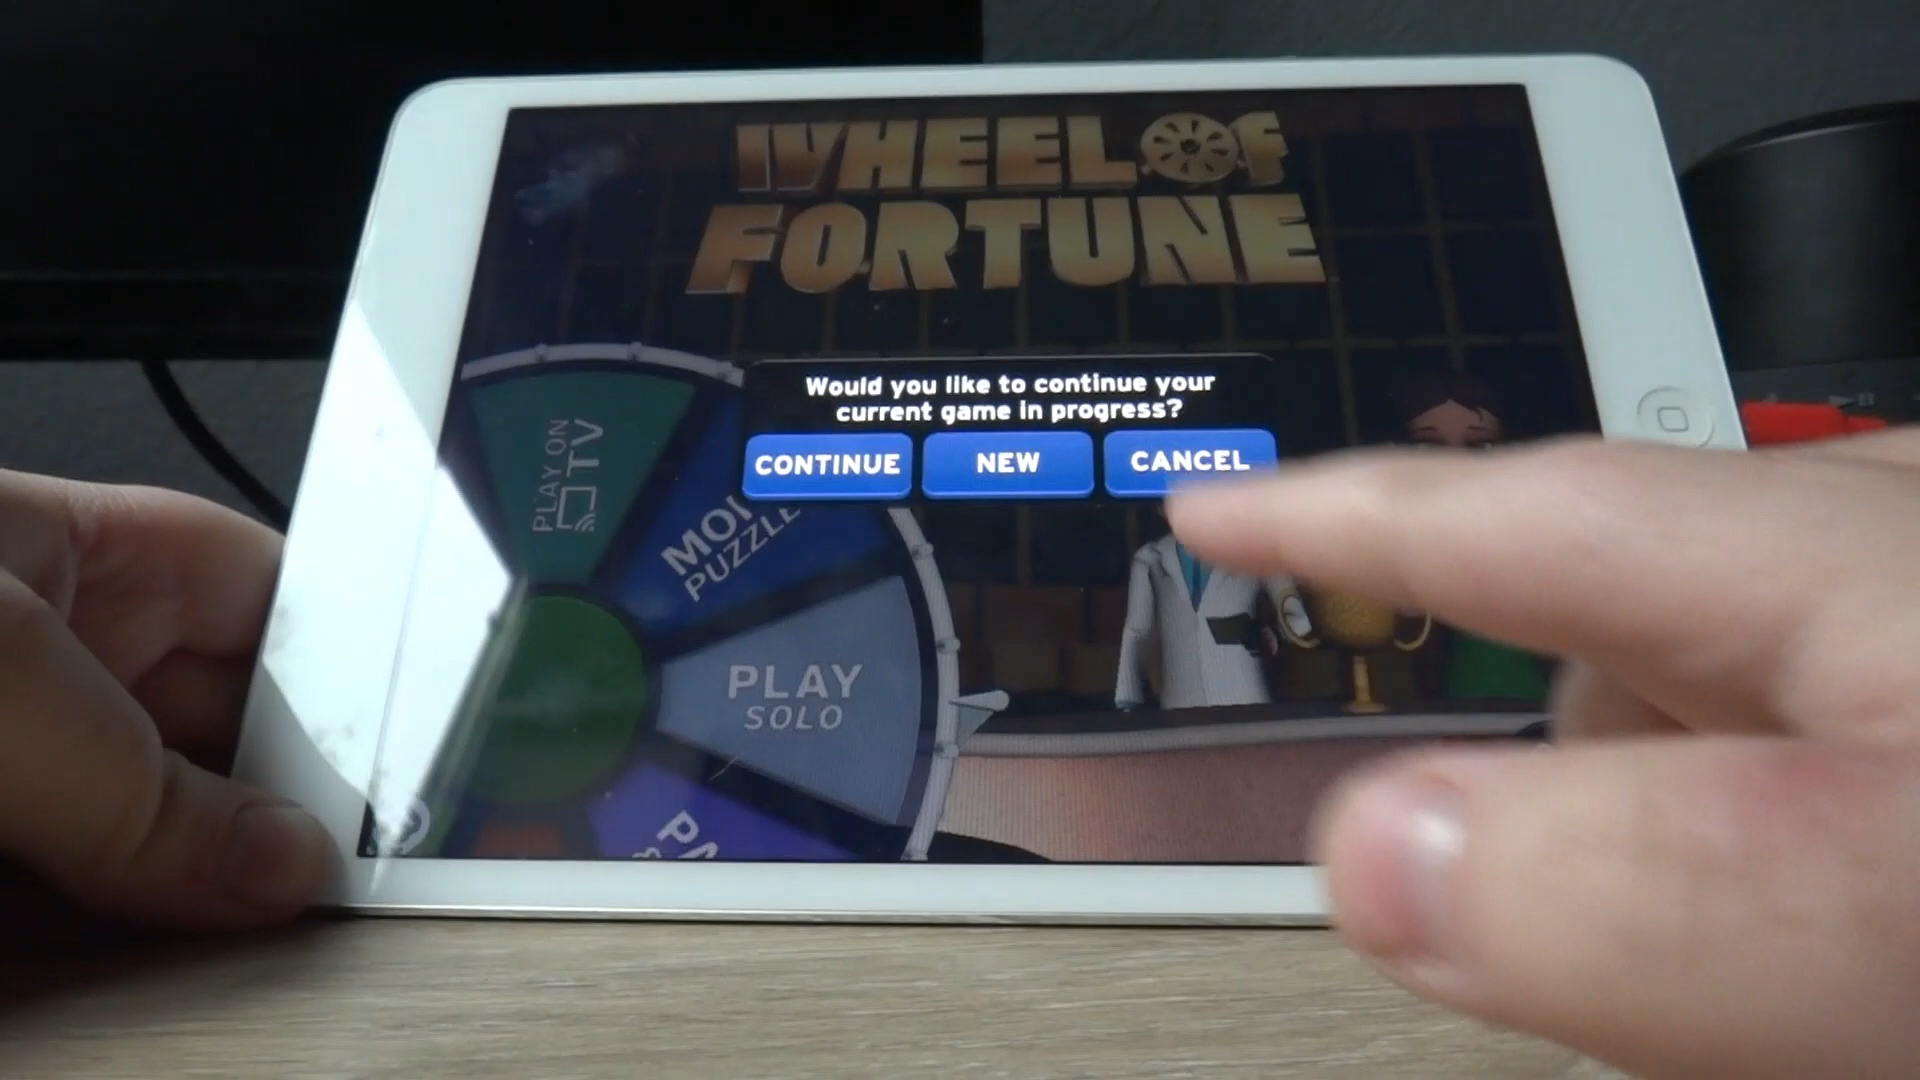 WHEEL OF
FORTUNE
Would you like to continue your
current game in progress?
CONTINUE
NEW
CANCEL
PLAY ON
TV
PUZZLE
PLAY
SOLO